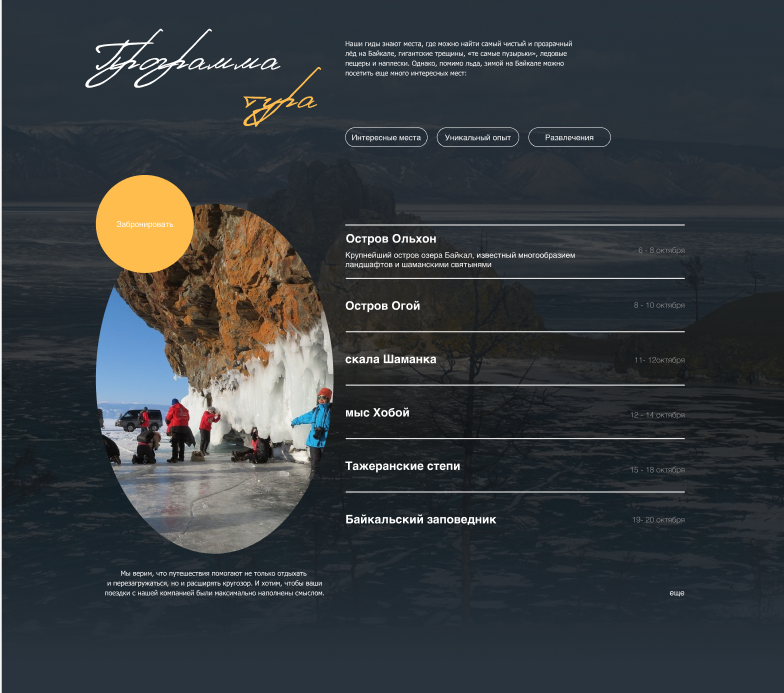 Программа
тура
Наши гиды знают места, где можно найти самый чистый и прозрачный
лёд на Байкале, гигантские трещины, «те самые пузырьки», ледовые
пещеры и наплески. Однако, помимо льда, зимой на Байкале можно
посетить еще много интересных мест:
Интересные места
Уникальный опыт
Развлечения
Забронировать
Остров Ольхон
Крупнейший остров озера Байкал, известный многообразием
ландшафтов и шаманскими святынями
6 - 8 октября
Остров Огой
8 - 10 октября
скала Шаманка
11- 12октября
мыс Хобой
12 - 14 октября
Тажеранские степи
15 - 18 октября
Байкальский заповедник
19- 20 октября
Мы верим, что путешествия помогают не только отдыхать
и перезагружаться, но и расширять кругозор. И хотим, чтобы ваши
поездки с нашей компанией были максимально наполнены смыслом.
еще